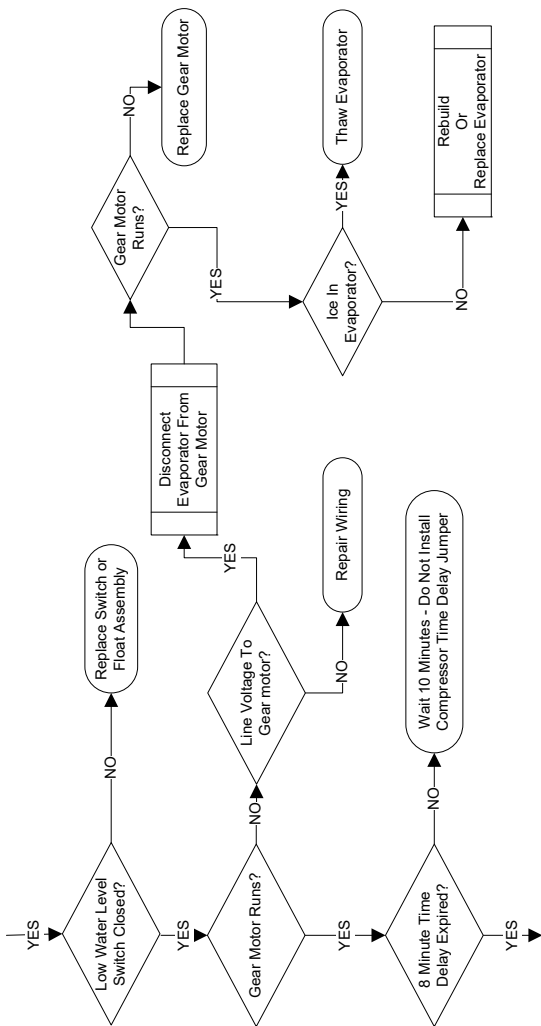 YES
Low Water Level
Switch Closed?
NO
Replace Switch or
Float Assembly
YES
Gear Motor Runs?
NO
Line Voltage To
Gear motor?
NO
Repair Wiring
YES
Disconnect
Evaporator From
Gear Motor
Gear Motor
Runs?
NO
Replace Gear Motor
YES
Ice In
Evaporator?
YES
Thaw Evaporator
NO
Rebuild
Or
Replace Evaporator
YES
8 Minute Time
Delay Expired?
NO
Wait 10 Minutes - Do Not Install
Compressor Time Delay Jumper
YES